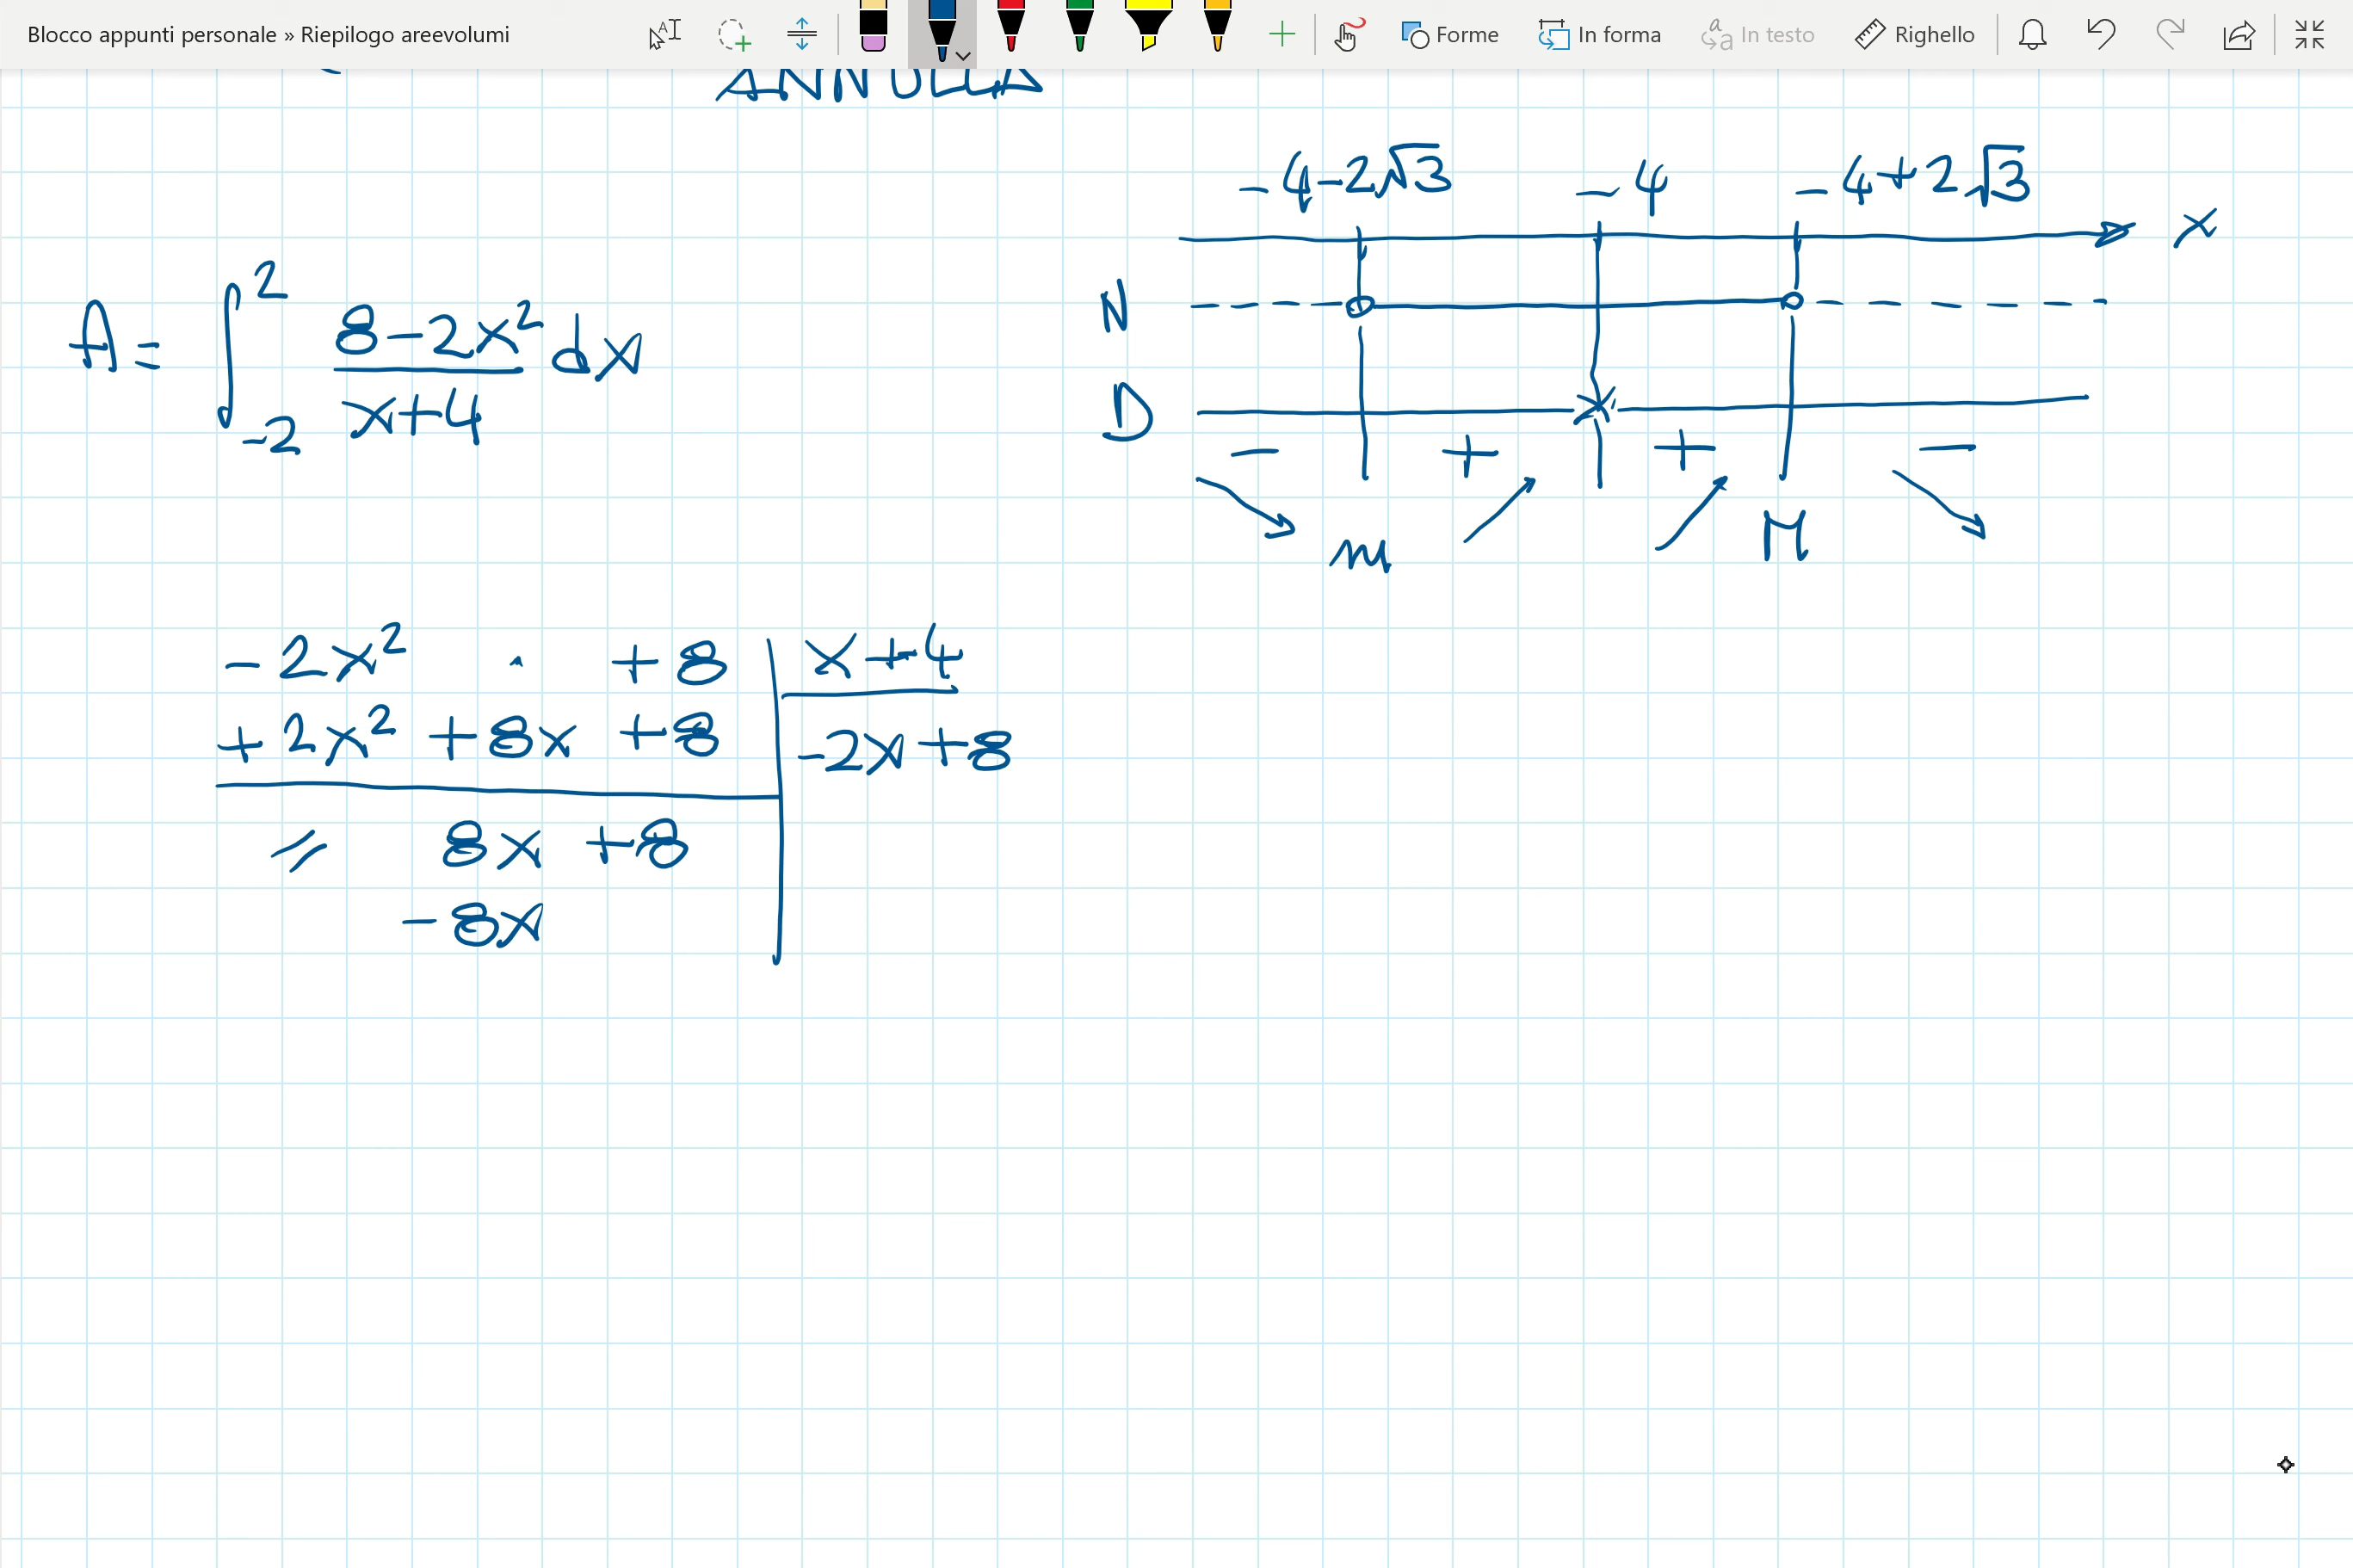 Blocco appunti personale » Riepilogo areevolumi
Forme In forma In testo Righello
ANNULLA
-4-2√3 -4 -4+2√3
x
A = ∫ 2 -2 8-2x² / x+4 dx
N
D
- + + -
m M
-2x² · +8 | x+4
+2x² +8x +8 | -2x+8
// 8x +8
-8x